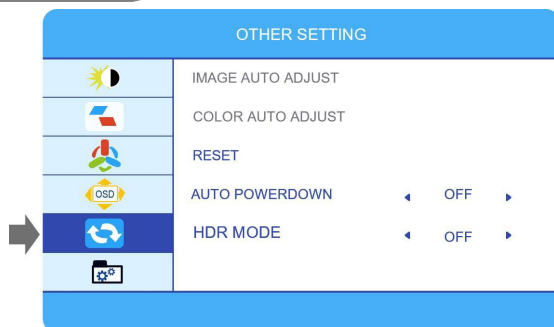 OTHER SETTING
IMAGE AUTO ADJUST
COLOR AUTO ADJUST
RESET
OSD
AUTO POWERDOWN OFF
HDR MODE OFF